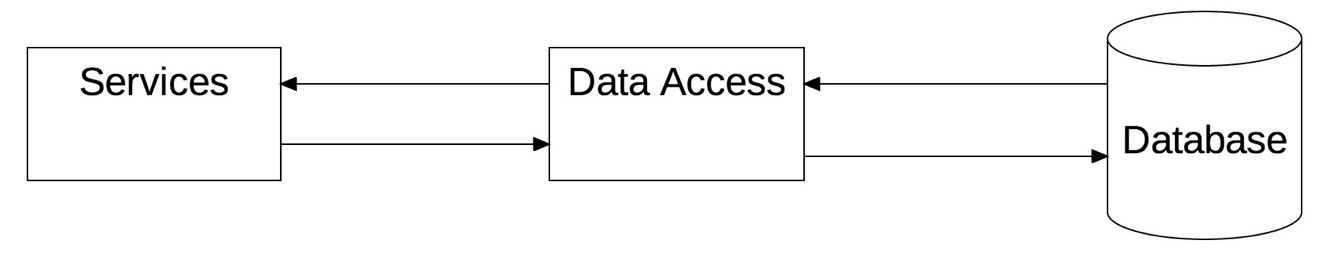 Services
Data Access
Database